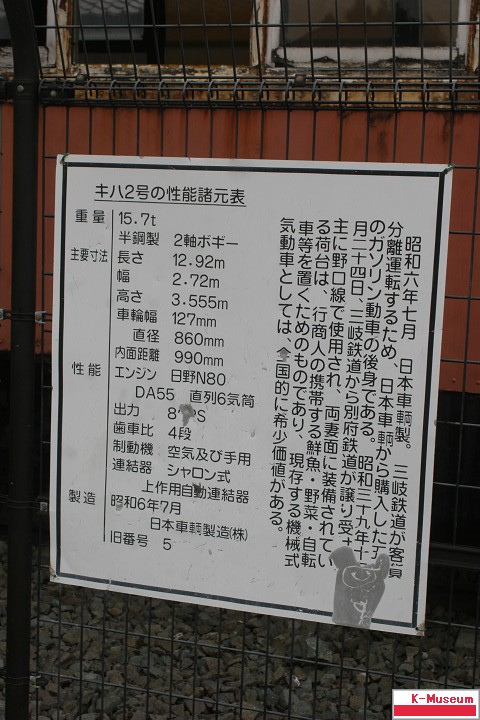 キハ2号の性能諸元表
重量 15.7t
半鋼製 2軸ボギー
主要寸法 長さ 12.92m
幅 2.72m
高さ 3.555m
車輪幅 127mm
直径 860mm
内面距離 990mm
性能 エンジン 日野N80
DA55 直列6気筒
出力 8 PS
歯車比 4段
制動機 空気及び手用
連結器 シャロン式
上作用自動連結器
製造 昭和6年7月
日本車輌製造(株)
旧番号 5
昭和六年七月 日本車輌製。三岐鉄道が客貨
分離運転するため、日本車輌から購入した
のガソリン動車の後身である。昭和三十九年十
月二十四日、三岐鉄道から別府鉄道が譲り受け
主に野口線で使用され、両妻面に装備されてい
る荷台は、行商人の携帯する鮮魚・野菜・自転
車等を置くためのものであり、現存する機械式
気動車としては、全国的に希少価値がある。
K-Museum